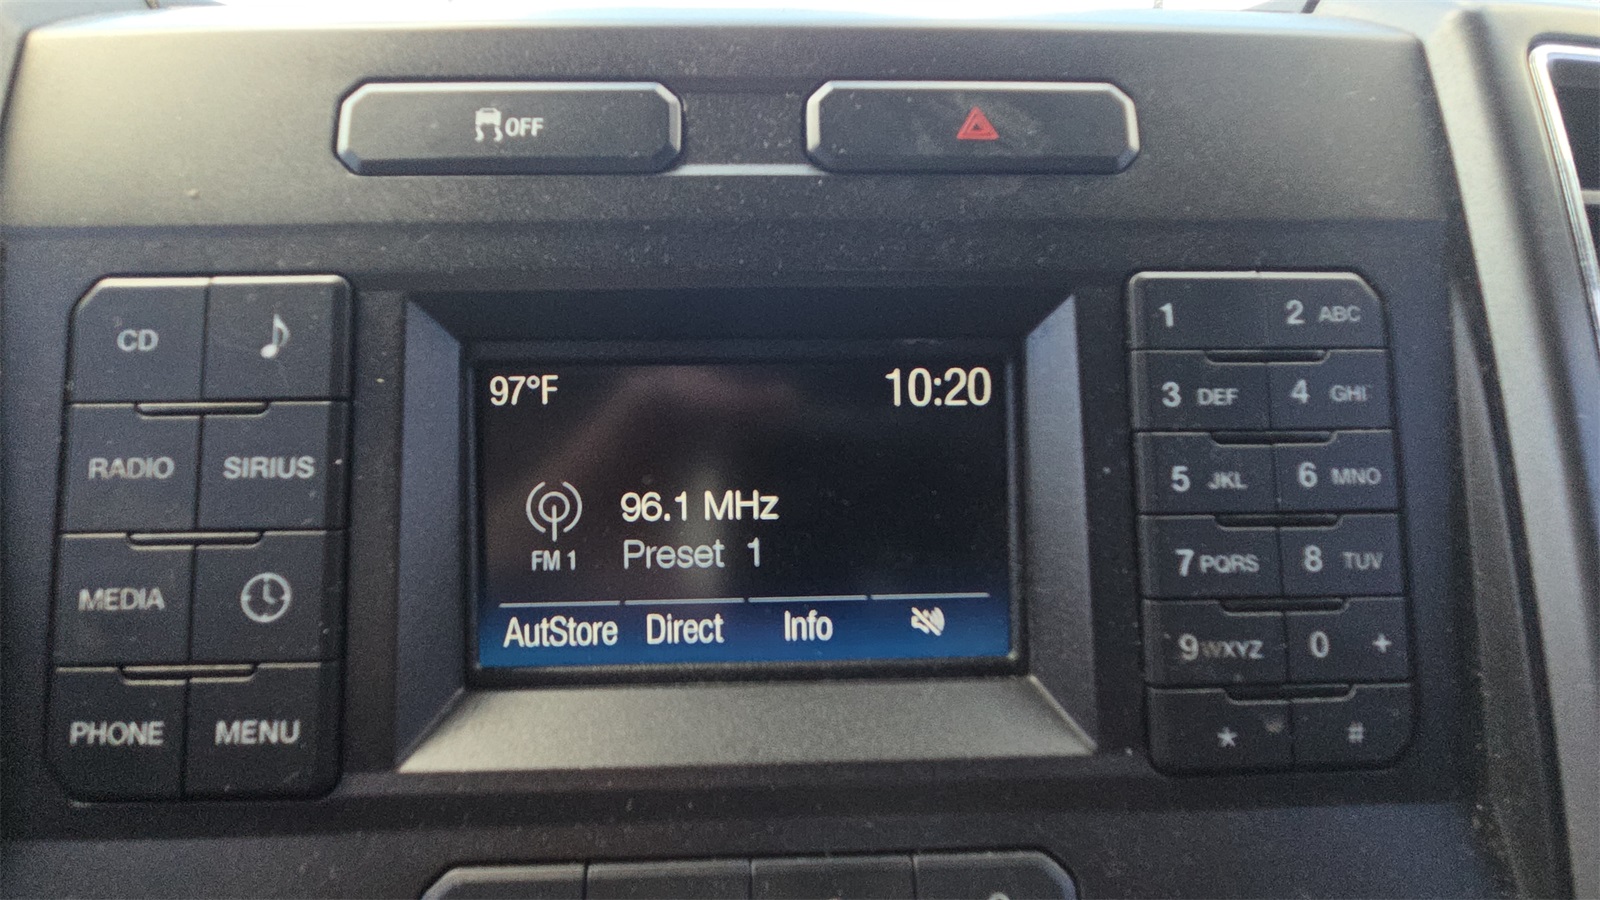 OFF
97°F 10:20
96.1 MHz
FM 1 Preset 1
AutStore Direct Info
CD
RADIO SIRIUS
MEDIA
PHONE MENU
1 2 ABC
3 DEF 4 GHI
5 JKL 6 MNO
7 PQRS 8 TUV
9 WXYZ 0 +
* #